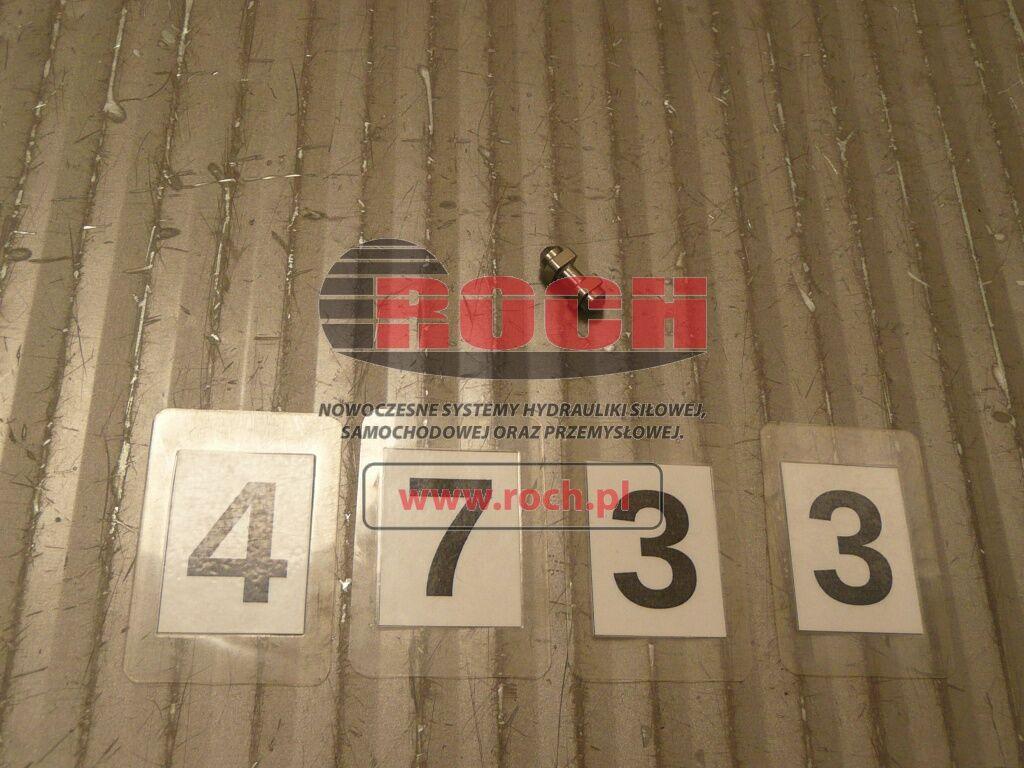 ROCH
NOWOCZESNE SYSTEMY HYDRAULIKI SIŁOWEJ,
SAMOCHODOWEJ ORAZ PRZEMYSŁOWEJ.
www.roch.pl
4 7 3 3